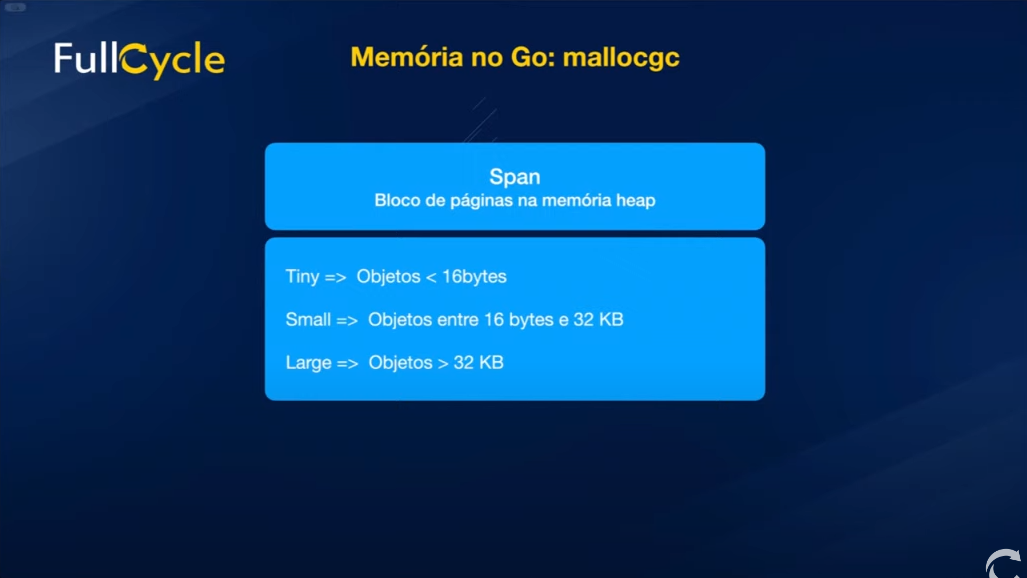 FullCycle
Memória no Go: mallocgc
Span
Bloco de páginas na memória heap
Tiny => Objetos < 16bytes
Small => Objetos entre 16 bytes e 32 KB
Large => Objetos > 32 KB